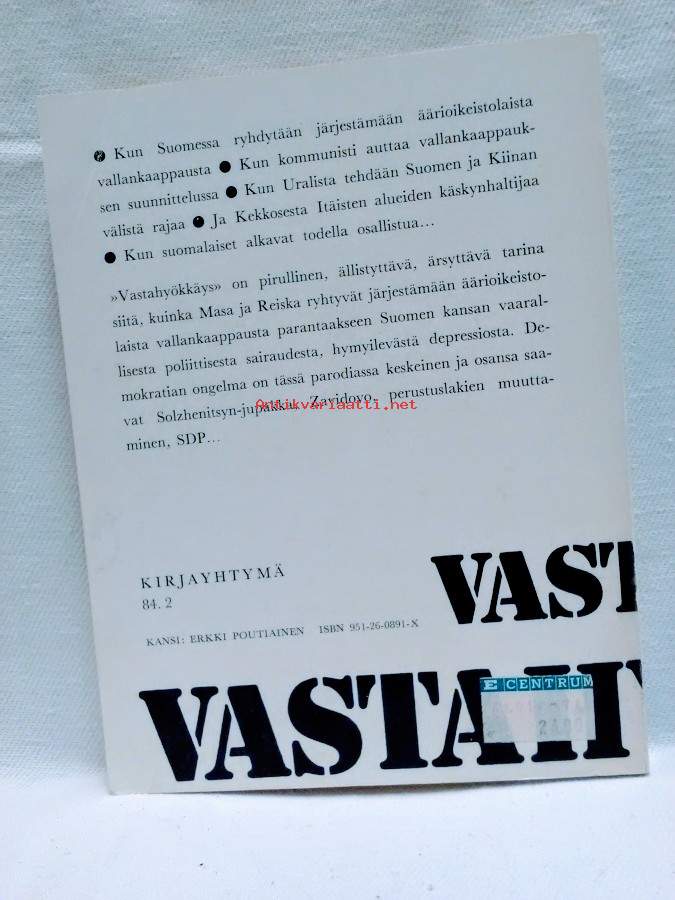 ● Kun Suomessa ryhdytään järjestämään äärioikeistolaista
vallankaappausta ● Kun kommunisti auttaa vallankaappauk-
sen suunnittelussa ● Kun Uralista tehdään Suomen ja Kiinan
välistä rajaa ● Ja Kekkosesta Itäisten alueiden käskynhaltijaa
● Kun suomalaiset alkavat todella osallistua...
»Vastahyökkäys» on pirullinen, ällistyttävä, ärsyttävä tarina
siitä, kuinka Masa ja Reiska ryhtyvät järjestämään äärioikeisto-
laista vallankaappausta parantaakseen Suomen kansan vaaral-
lisesta poliittisesta sairaudesta, hymyilevästä depressiosta. De-
mokratian ongelma on tässä parodiassa keskeinen ja osansa saa-
vat Solzhenitsyn-jupakka, Zavidovo, perustuslakien muutta-
minen, SDP...
Antikvariaatti.net
KIRJAYHTYMÄ
84.2
KANSI: ERKKI POUTIAINEN ISBN 951-26-0891-X
VAST
VASTAHY
E CENTRUM